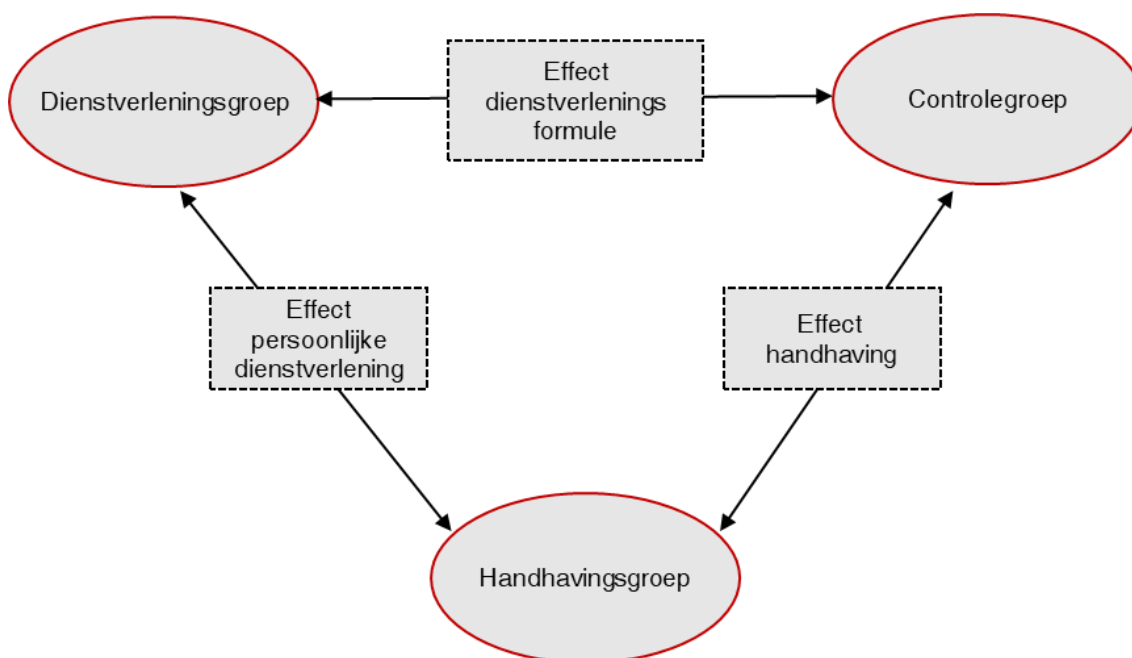 Dienstverleningsgroep
Effect
dienstverlenings
formule
Controlegroep
Effect
persoonlijke
dienstverlening
Effect
handhaving
Handhavingsgroep